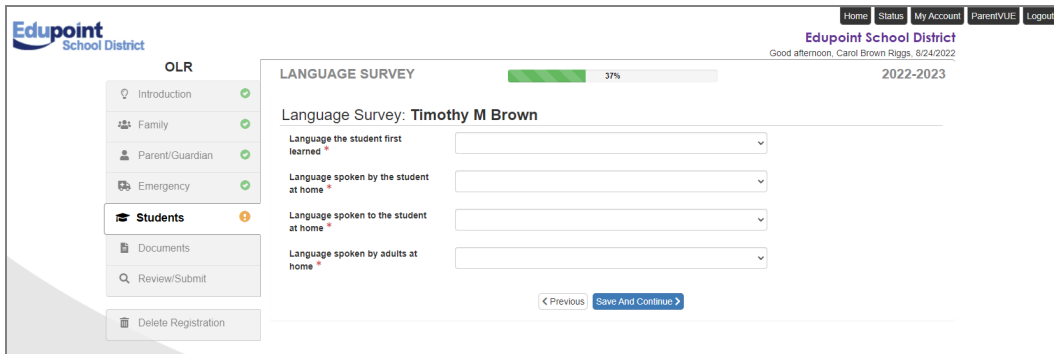 Home Status My Account ParentVUE Logout
Edupoint
School District
Edupoint School District
Good afternoon, Carol Brown Riggs, 8/24/2022
OLR
Introduction
Family
Parent/Guardian
Emergency
Students
Documents
Review/Submit
Delete Registration
LANGUAGE SURVEY 37% 2022-2023
Language Survey: Timothy M Brown
Language the student first
learned *
Language spoken by the student
at home *
Language spoken to the student
at home *
Language spoken by adults at
home *
Previous Save And Continue